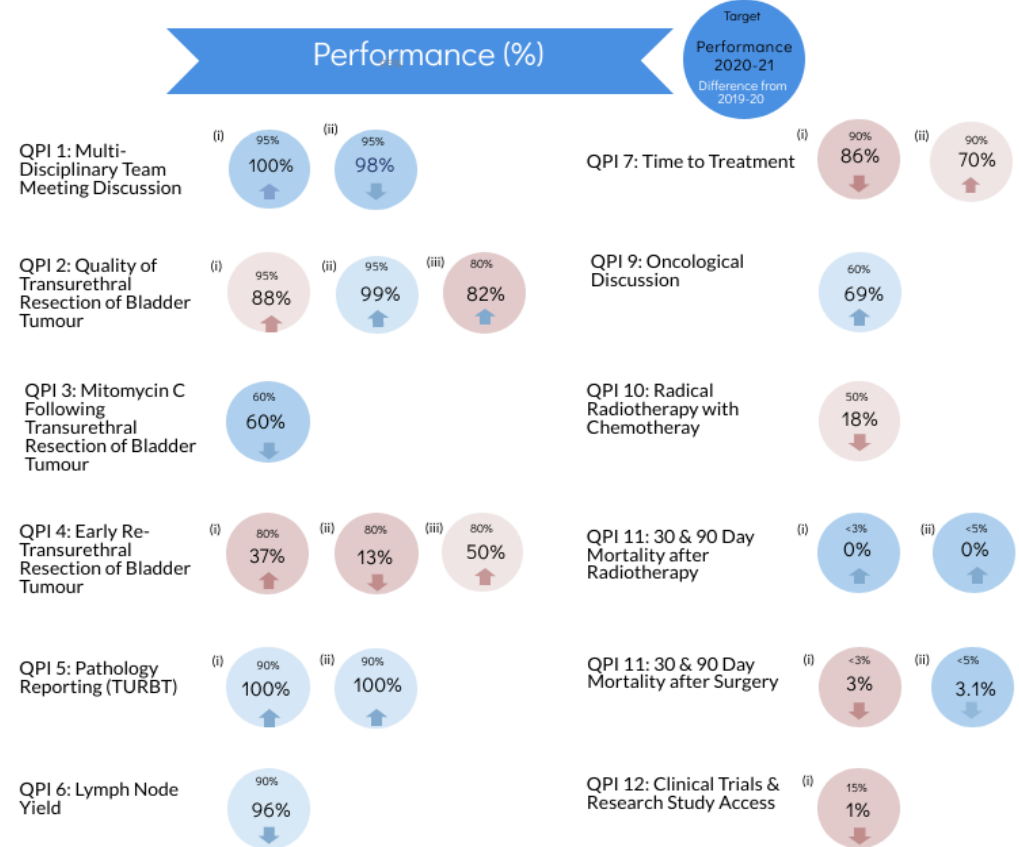 Performance (%)
Target
Performance
2020-21
Difference from
2019-20
QPI 1: Multi-
Disciplinary Team
Meeting Discussion
(i)
95%
100%
(ii)
95%
98%
QPI 2: Quality of
Transurethral
Resection of Bladder
Tumour
(i)
95%
88%
(ii)
95%
99%
(iii)
80%
82%
QPI 3: Mitomycin C
Following
Transurethral
Resection of Bladder
Tumour
60%
60%
QPI 4: Early Re-
Transurethral
Resection of Bladder
Tumour
(i)
80%
37%
(ii)
80%
13%
(iii)
80%
50%
QPI 5: Pathology
Reporting (TURBT)
(i)
90%
100%
(ii)
90%
100%
QPI 6: Lymph Node
Yield
90%
96%
QPI 7: Time to Treatment
(i)
90%
86%
(ii)
90%
70%
QPI 9: Oncological
Discussion
60%
69%
QPI 10: Radical
Radiotherapy with
Chemotheray
50%
18%
QPI 11: 30 & 90 Day
Mortality after
Radiotherapy
(i)
<3%
0%
(ii)
<5%
0%
QPI 11: 30 & 90 Day
Mortality after Surgery
(i)
<3%
3%
(ii)
<5%
3.1%
QPI 12: Clinical Trials &
Research Study Access
(i)
15%
1%